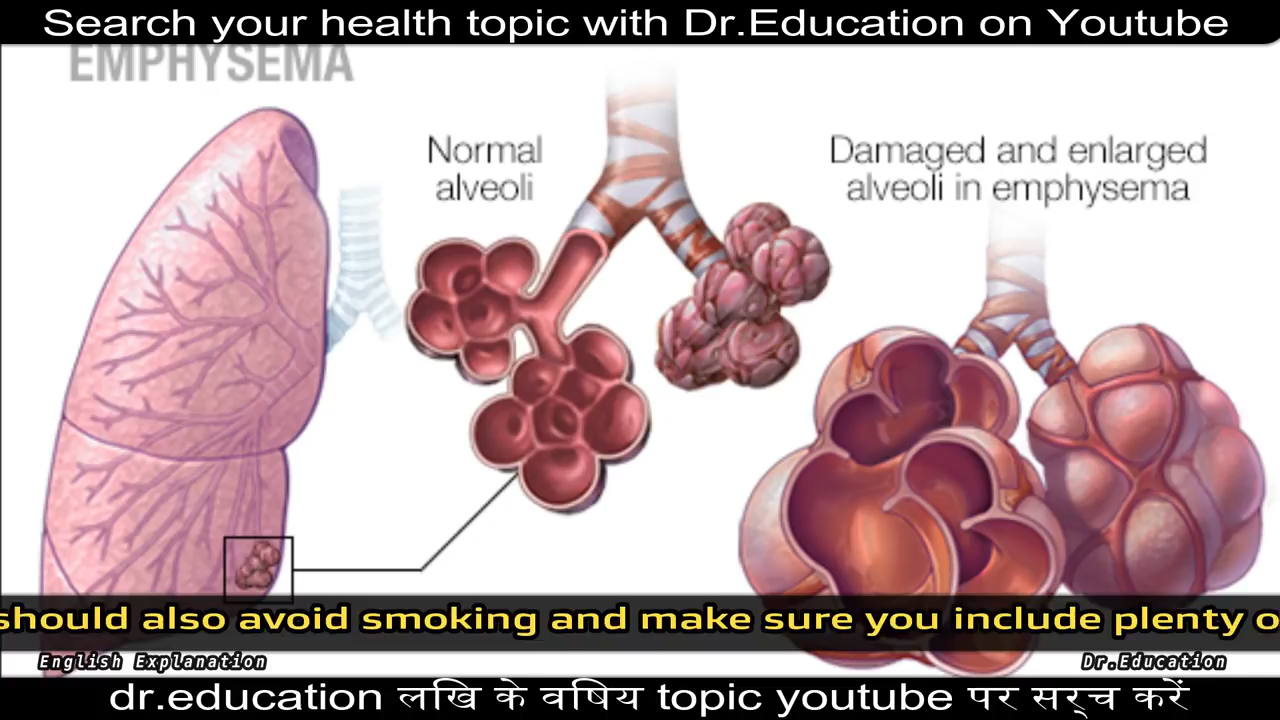 Search your health topic with Dr.Education on Youtube
EMPHYSEMA
Normal
alveoli
Damaged and enlarged
alveoli in emphysema
should also avoid smoking and make sure you include plenty o
English Explanation
Dr.Education
dr.education लखि के वषिय topic youtube पर सर्च करें